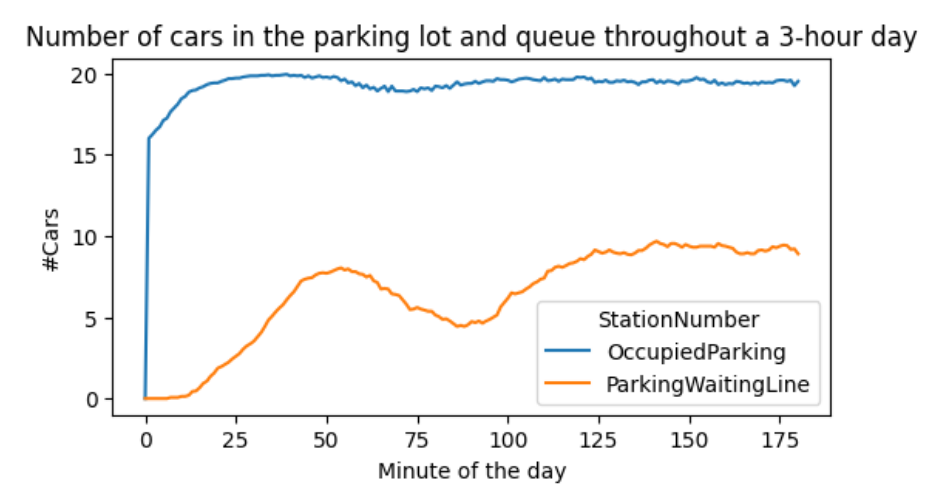 Number of cars in the parking lot and queue throughout a 3-hour day
20
15
10
5
0
#Cars
StationNumber
OccupiedParking
ParkingWaitingLine
0 25 50 75 100 125 150 175
Minute of the day